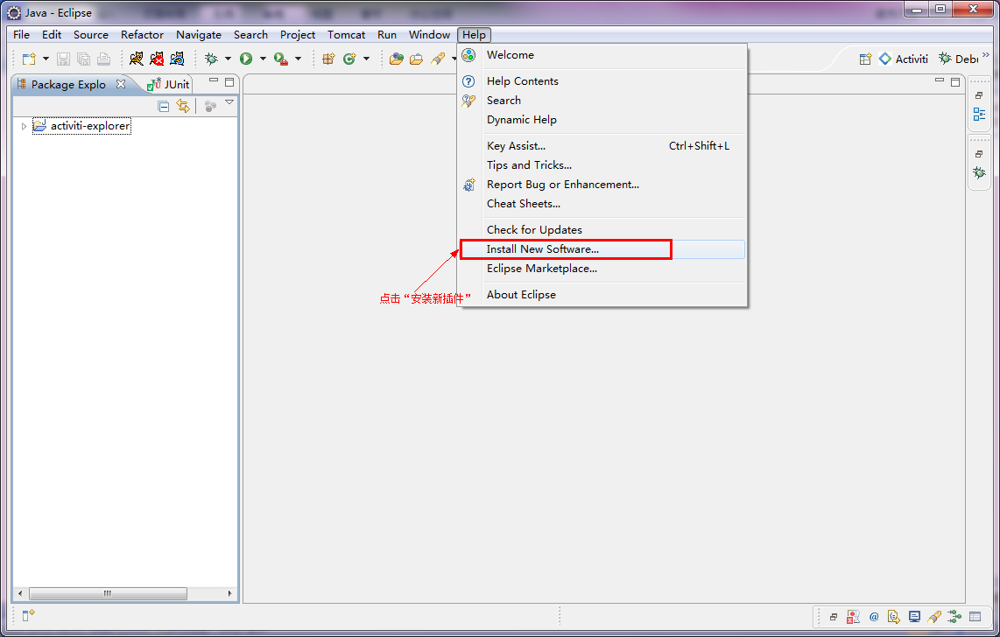 Java - Eclipse
File Edit Source Refactor Navigate Search Project Tomcat Run Window Help
Activiti Debu
Package Explo JUnit
activiti-explorer
Welcome
Help Contents
Search
Dynamic Help
Key Assist... Ctrl+Shift+L
Tips and Tricks...
Report Bug or Enhancement...
Cheat Sheets...
Check for Updates
Install New Software...
Eclipse Marketplace...
About Eclipse
点击“安装新插件”